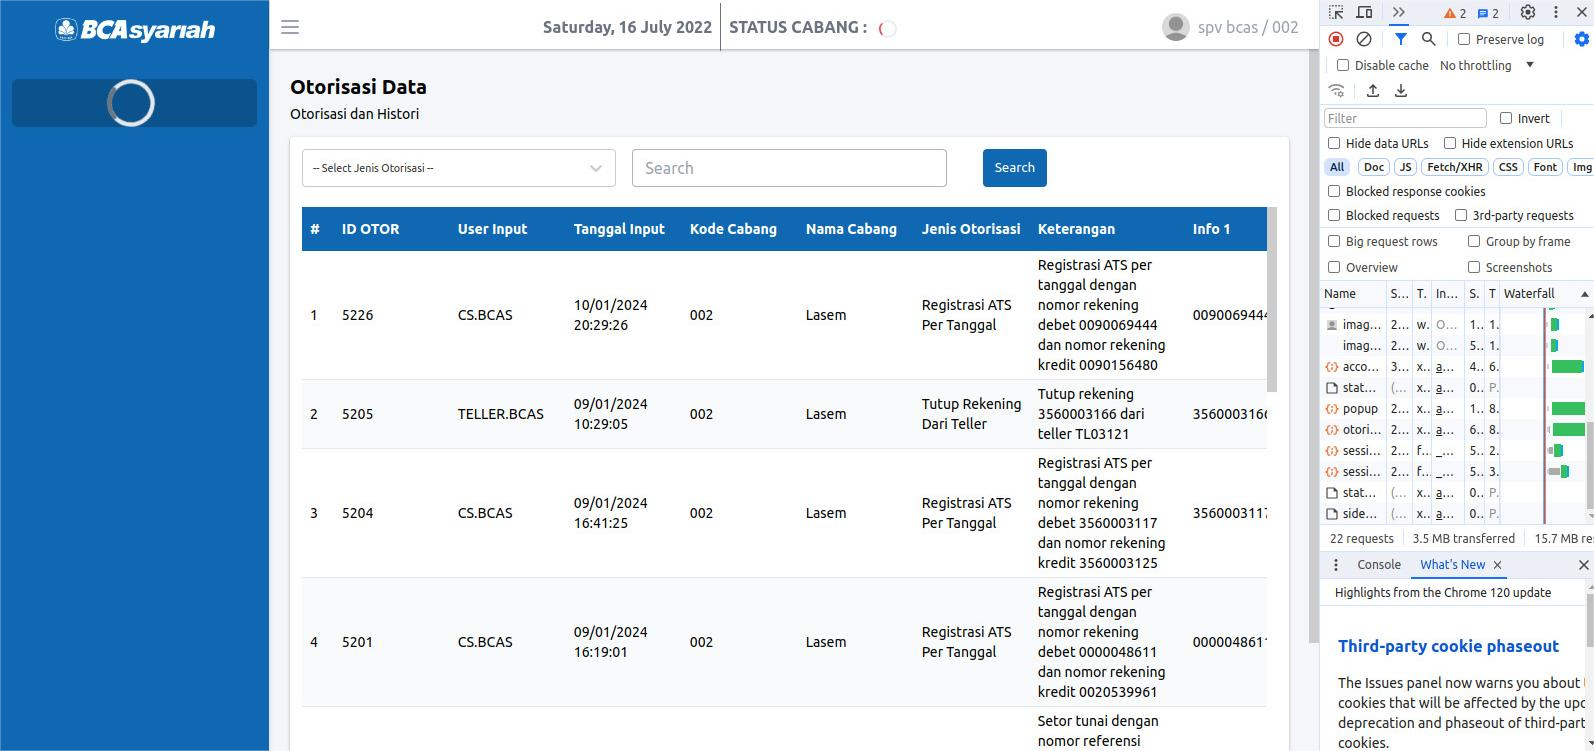 BCAsyariah
Saturday, 16 July 2022
STATUS CABANG :
spv bcas / 002
Otorisasi Data
Otorisasi dan Histori
-- Select Jenis Otorisasi --
Search
Search
# ID OTOR User Input Tanggal Input Kode Cabang Nama Cabang Jenis Otorisasi Keterangan Info 1
1 5226 CS.BCAS 10/01/2024 20:29:26 002 Lasem Registrasi ATS Per Tanggal
Registrasi ATS per
tanggal dengan
nomor rekening
debet 0090069444
dan nomor rekening
kredit 0090156480
0090069444
2 5205 TELLER.BCAS 09/01/2024 10:29:05 002 Lasem Tutup Rekening Dari Teller
Tutup rekening
3560003166 dari
teller TL03121
3560003166
3 5204 CS.BCAS 09/01/2024 16:41:25 002 Lasem Registrasi ATS Per Tanggal
Registrasi ATS per
tanggal dengan
nomor rekening
debet 3560003117
dan nomor rekening
kredit 3560003125
3560003117
4 5201 CS.BCAS 09/01/2024 16:19:01 002 Lasem Registrasi ATS Per Tanggal
Registrasi ATS per
tanggal dengan
nomor rekening
debet 0000048611
dan nomor rekening
kredit 0020539961
0000048611
Setor tunai dengan
nomor referensi
2 2
Preserve log
Disable cache No throttling
Filter Invert
Hide data URLs Hide extension URLs
All Doc JS Fetch/XHR CSS Font Img
Blocked response cookies
Blocked requests 3rd-party requests
Big request rows Group by frame
Overview Screenshots
Name S... T. In... S. T Waterfall
imag... 2... w. O... 1.. 1.
imag... 2... w. O... 5.. 1.
acco... 3... x.. a... 4.. 6.
stat... (... x.. a... 0.. P.
popup 2... x.. a... 1.. 8.
otori... 2... x.. a... 6.. 8.
sessi... 2... f... _... 5.. 2.
sessi... 2... f... _... 5.. 3.
stat... (... x.. a... 0.. P.
side... (... x.. a... 0.. P.
22 requests 3.5 MB transferred 15.7 MB re
Console What's New
Highlights from the Chrome 120 update
Third-party cookie phaseout
The Issues panel now warns you about
cookies that will be affected by the upc
deprecation and phaseout of third-part
cookies.